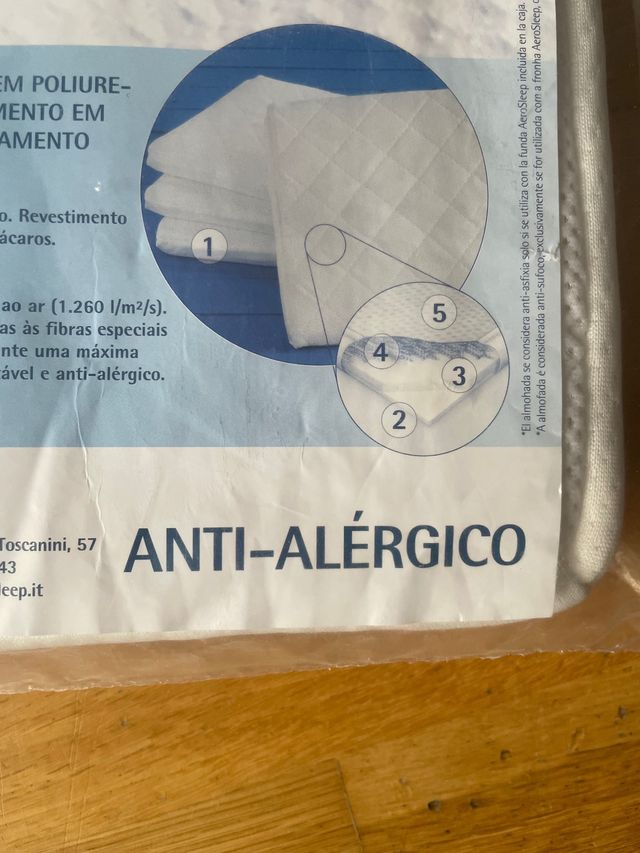 EM POLIURE-
MENTO EM
AMENTO
o. Revestimento
ácaros.
ao ar (1.260 l/m²/s).
as às fibras especiais
nte uma máxima
ável e anti-alérgico.
1
5
4
3
2
*El almohada se considera anti-asfixia solo si se utiliza con la funda AeroSleep incluida en la caja.
*A almofada é considerada anti-sufoco, exclusivamente se for utilizada com a fronha AeroSleep,
Toscanini, 57
43
leep.it
ANTI-ALÉRGICO